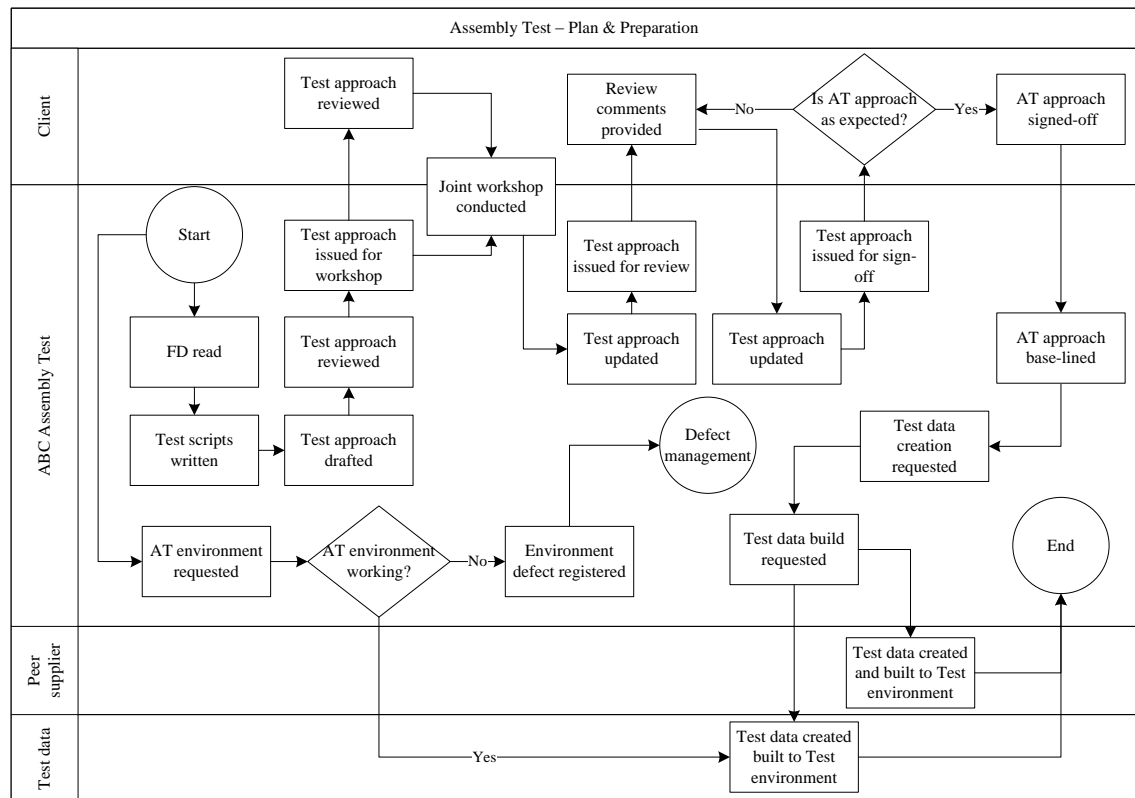 Assembly Test – Plan & Preparation
Client
Test approach
reviewed
Review
comments
provided
No
Is AT approach
as expected?
Yes
AT approach
signed-off
Joint workshop
conducted
ABC Assembly Test
Start
Test approach
issued for
workshop
Test approach
issued for review
Test approach
issued for sign-
off
FD read
Test approach
reviewed
Test approach
updated
Test approach
updated
AT approach
base-lined
Test scripts
written
Test approach
drafted
Defect
management
Test data
creation
requested
AT environment
requested
AT environment
working?
No
Environment
defect registered
Test data build
requested
End
Peer
supplier
Test data created
and built to Test
environment
Test data
Yes
Test data created
built to Test
environment